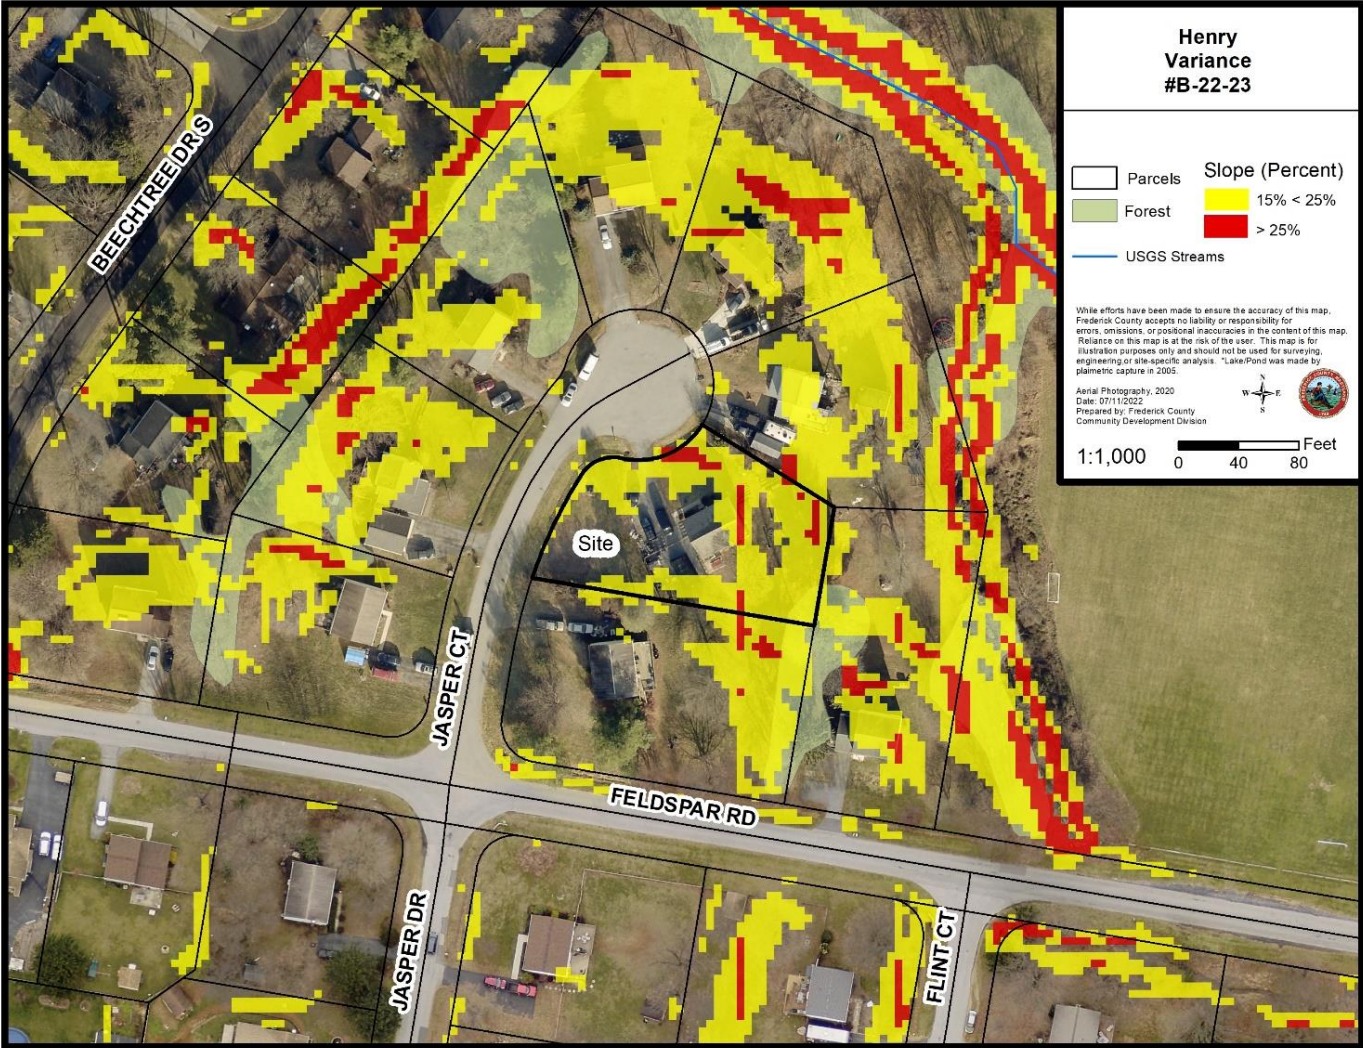 Henry
Variance
#B-22-23
Parcels
Forest
USGS Streams
Slope (Percent)
15% < 25%
> 25%
While efforts have been made to ensure the accuracy of this map,
Frederick County accepts no liability or responsibility for
errors, omissions, or positional inaccuracies in the content of this map.
Reliance on this map is at the risk of the user. This map is for
illustration purposes only and should not be used for surveying,
engineering, or site-specific analysis. *Lake/Pond was made by
plaimetric capture in 2005.
Aerial Photography, 2020
Date: 07/11/2022
Prepared by: Frederick County
Community Development Division
N
W E
S
1:1,000
Feet
0 40 80
BEECHTREE DR S
Site
JASPER CT
FELDSPAR RD
JASPER DR
FLINT CT